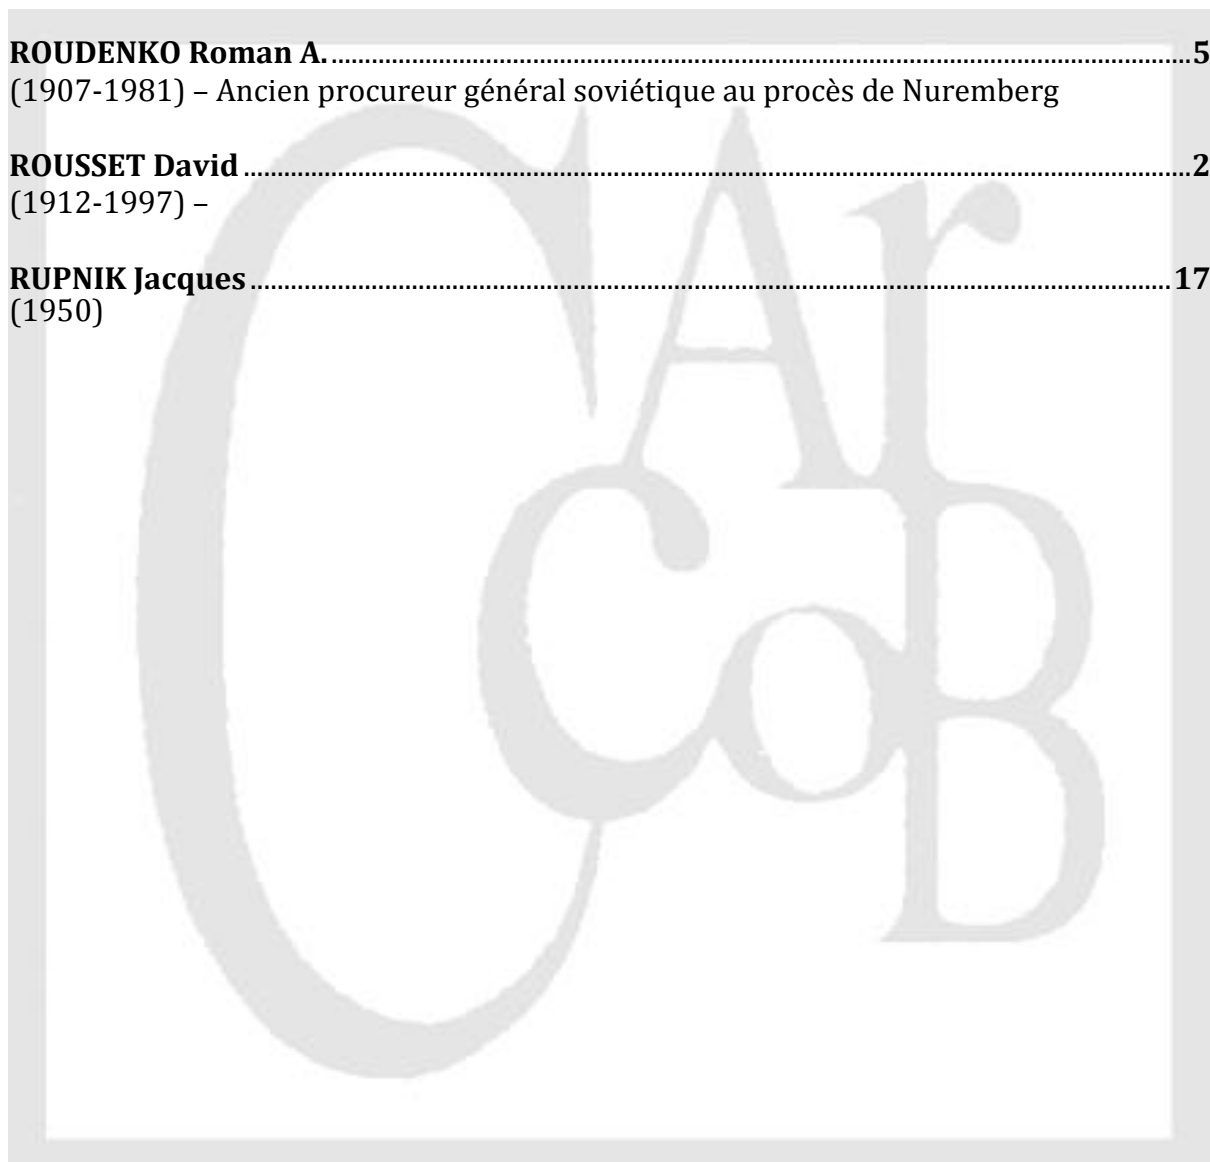 ROUDENKO Roman A. ........................................................................................................................................5
(1907-1981) – Ancien procureur général soviétique au procès de Nuremberg
ROUSSET David ........................................................................................................................................2
(1912-1997) –
RUPNIK Jacques ........................................................................................................................................17
(1950)
CArCoB